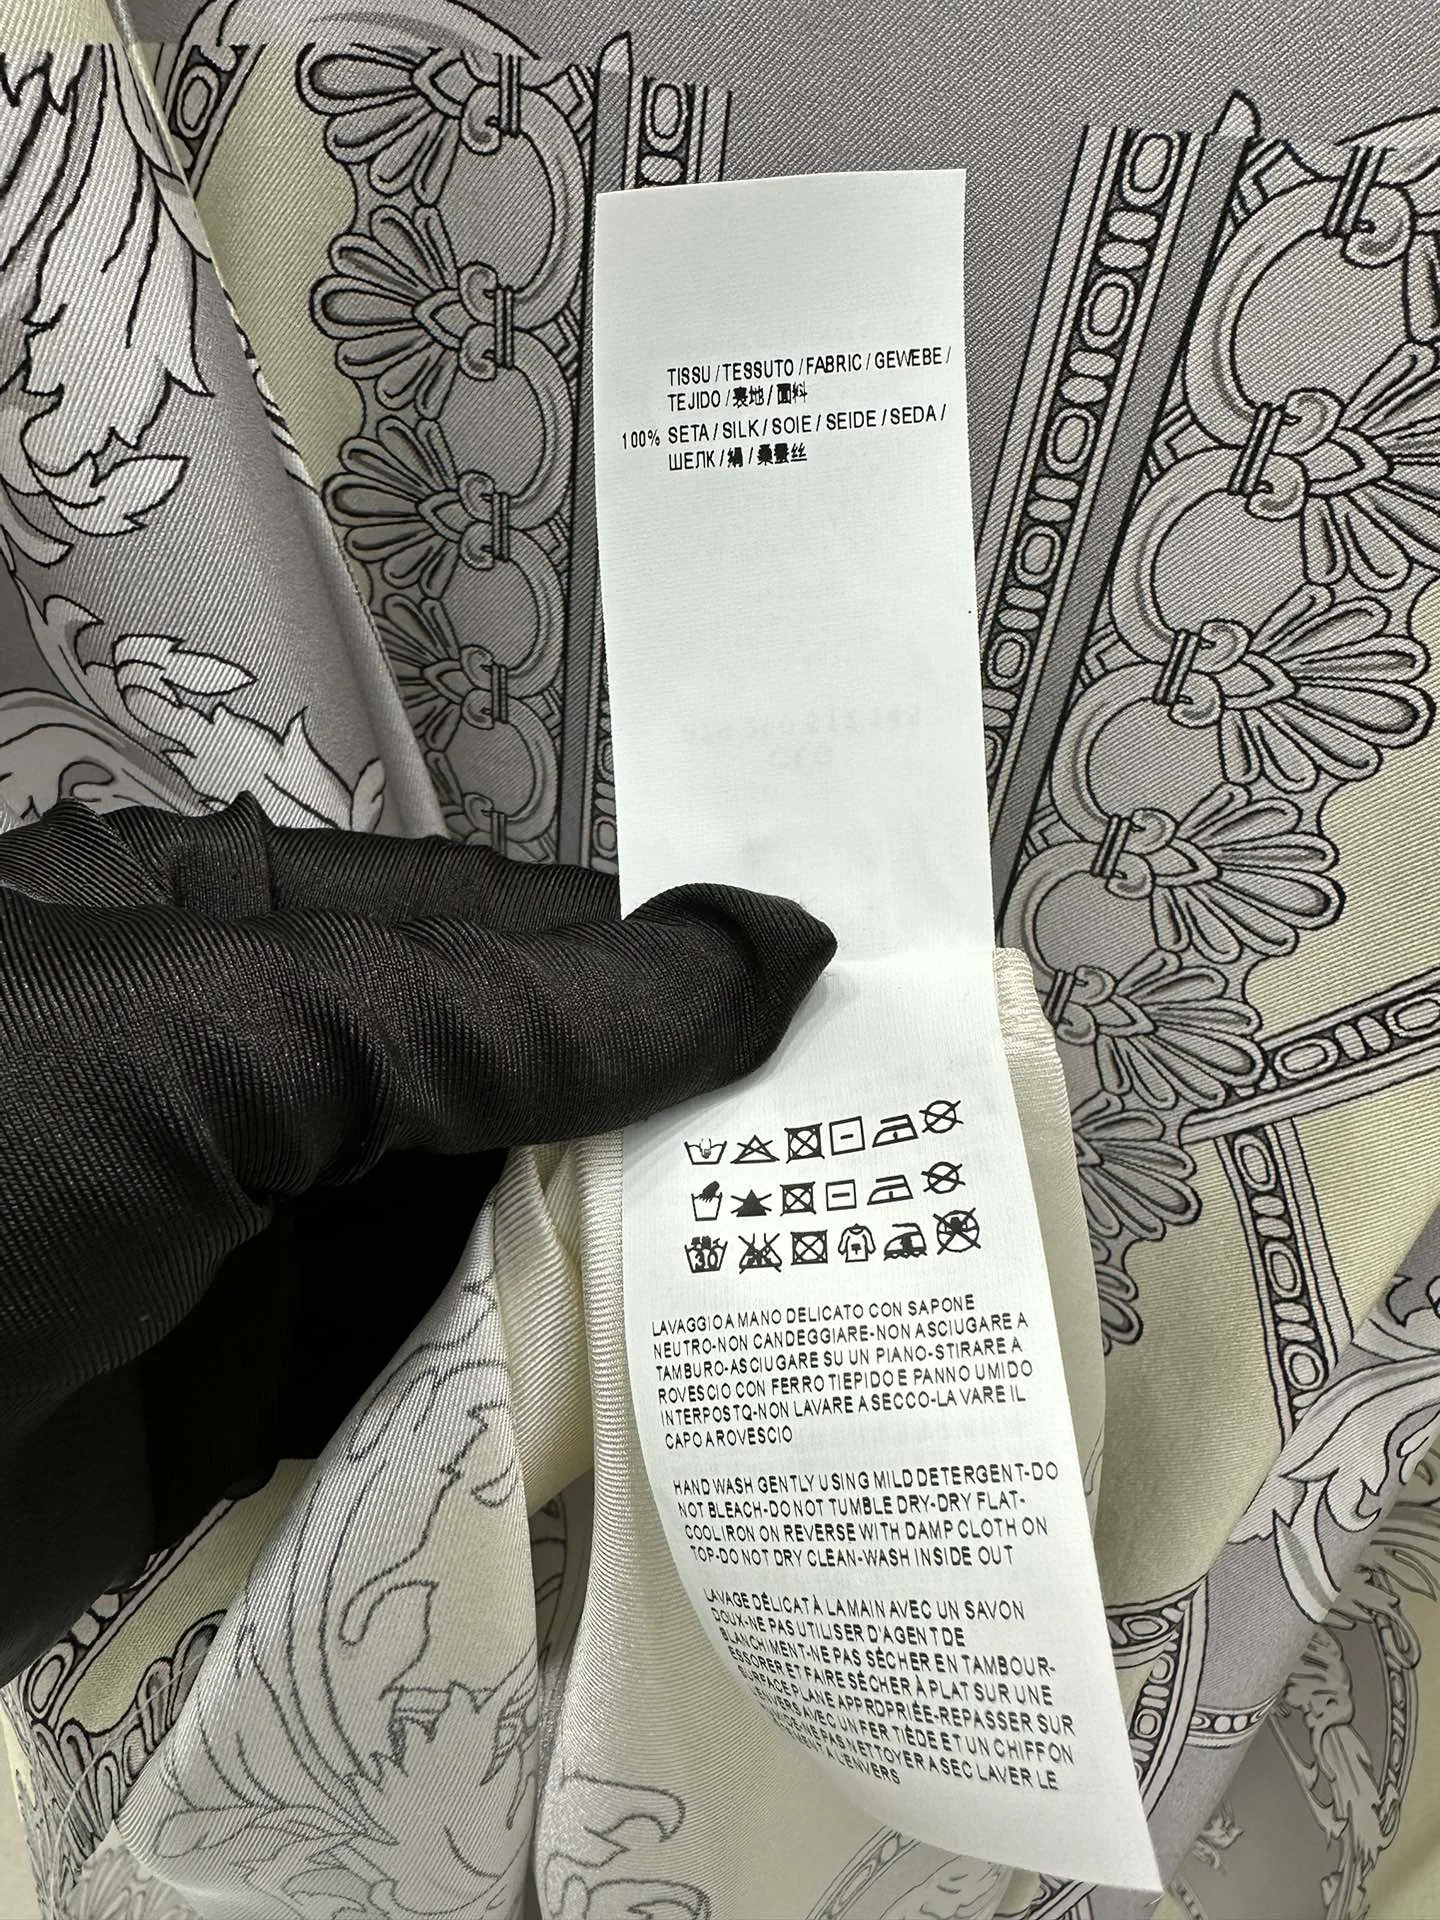 TISSU / TESSUTO / FABRIC / GEWEBE /
TEJIDO / 裏地 / 面料
100% SETA / SILK / SOIE / SEIDE / SEDA /
ШЕЛК / 絹 / 桑蚕丝
30
LAVAGGIO A MANO DELICATO CON SAPONE
NEUTRO-NON CANDEGGIARE-NON ASCIUGARE A
TAMBURO-ASCIUGARE SU UN PIANO-STIRARE A
ROVESCIO CON FERRO TIEPIDO E PANNO UMIDO
INTERPOSTQ-NON LAVARE A SECCO-LAVARE IL
CAPO A ROVESCIO
HAND WASH GENTLY USING MILD DETERGENT-DO
NOT BLEACH-DO NOT TUMBLE DRY-DRY FLAT-
COOL IRON ON REVERSE WITH DAMP CLOTH ON
TOP-DO NOT DRY CLEAN-WASH INSIDE OUT
LAVAGE DÉLICAT À LA MAIN AVEC UN SAVON
DOUX-NE PAS UTILISER D'AGENT DE
BLANCHIMENT-NE PAS SÉCHER EN TAMBOUR-
ESSORER ET FAIRE SÉCHER À PLAT SUR UNE
SURFACE PLANE APPRDPRIÉE-REPASSER SUR
L'ENVERS AVEC UN FER TIÈDE ET UN CHIFFON
NE PAS NETTOYER A SEC LAVER LE
A L'ENVERS